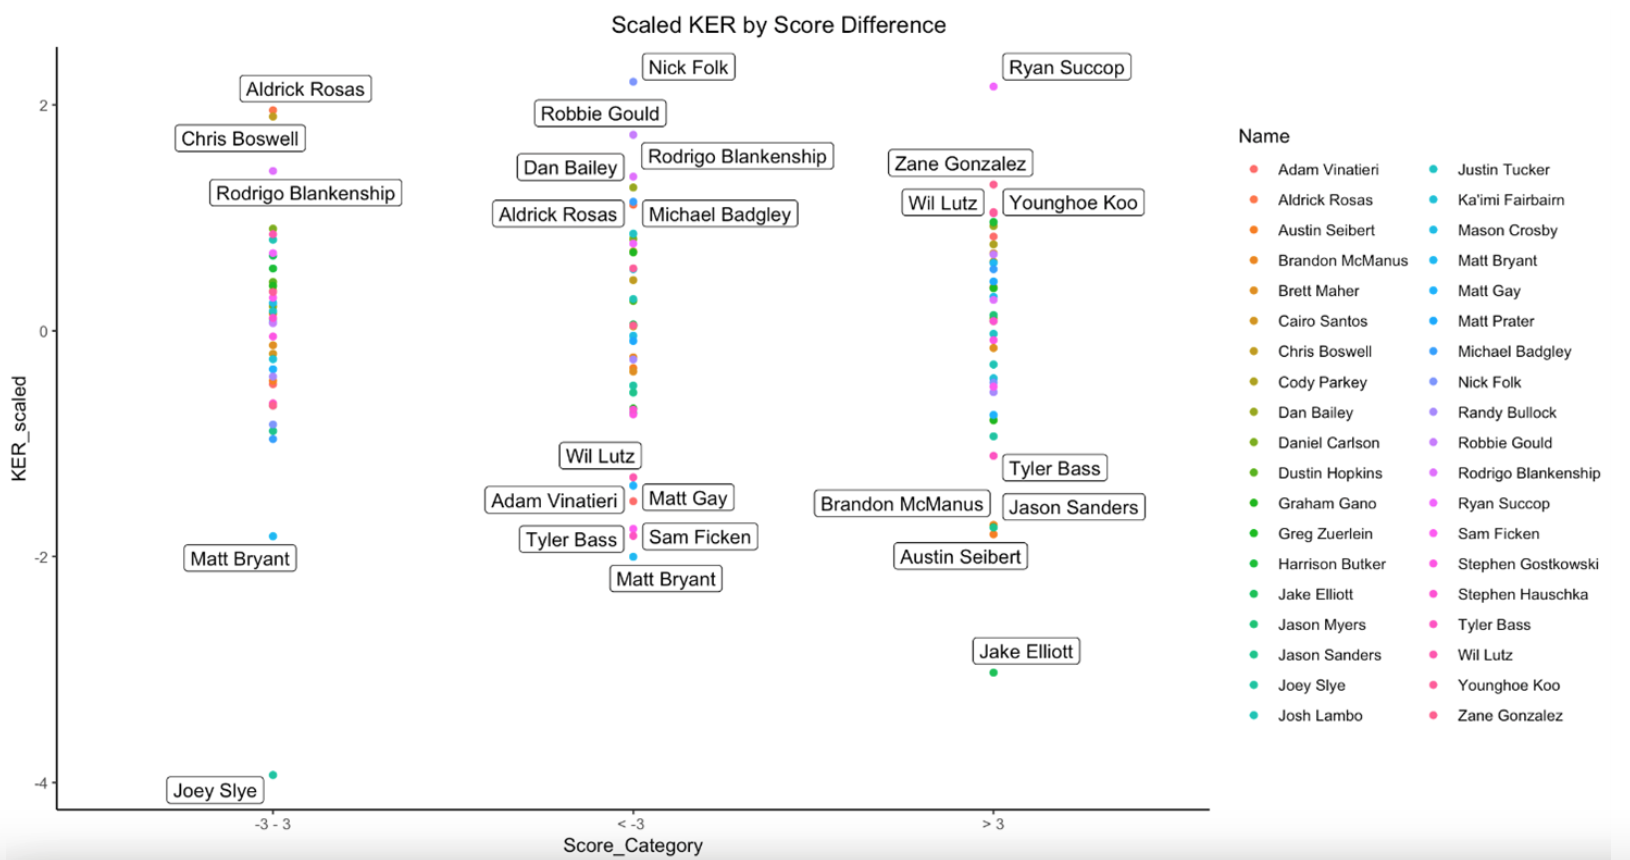 Scaled KER by Score Difference
KER_scaled
2
0
-2
-4
Aldrick Rosas
Chris Boswell
Rodrigo Blankenship
Matt Bryant
Joey Slye
Nick Folk
Robbie Gould
Rodrigo Blankenship
Dan Bailey
Aldrick Rosas
Michael Badgley
Wil Lutz
Adam Vinatieri
Matt Gay
Tyler Bass
Sam Ficken
Matt Bryant
Ryan Succop
Zane Gonzalez
Wil Lutz
Younghoe Koo
Tyler Bass
Brandon McManus
Jason Sanders
Austin Seibert
Jake Elliott
-3 - 3
< -3
> 3
Score_Category
Name
Adam Vinatieri
Aldrick Rosas
Austin Seibert
Brandon McManus
Brett Maher
Cairo Santos
Chris Boswell
Cody Parkey
Dan Bailey
Daniel Carlson
Dustin Hopkins
Graham Gano
Greg Zuerlein
Harrison Butker
Jake Elliott
Jason Myers
Jason Sanders
Joey Slye
Josh Lambo
Justin Tucker
Ka'imi Fairbairn
Mason Crosby
Matt Bryant
Matt Gay
Matt Prater
Michael Badgley
Nick Folk
Randy Bullock
Robbie Gould
Rodrigo Blankenship
Ryan Succop
Sam Ficken
Stephen Gostkowski
Stephen Hauschka
Tyler Bass
Wil Lutz
Younghoe Koo
Zane Gonzalez